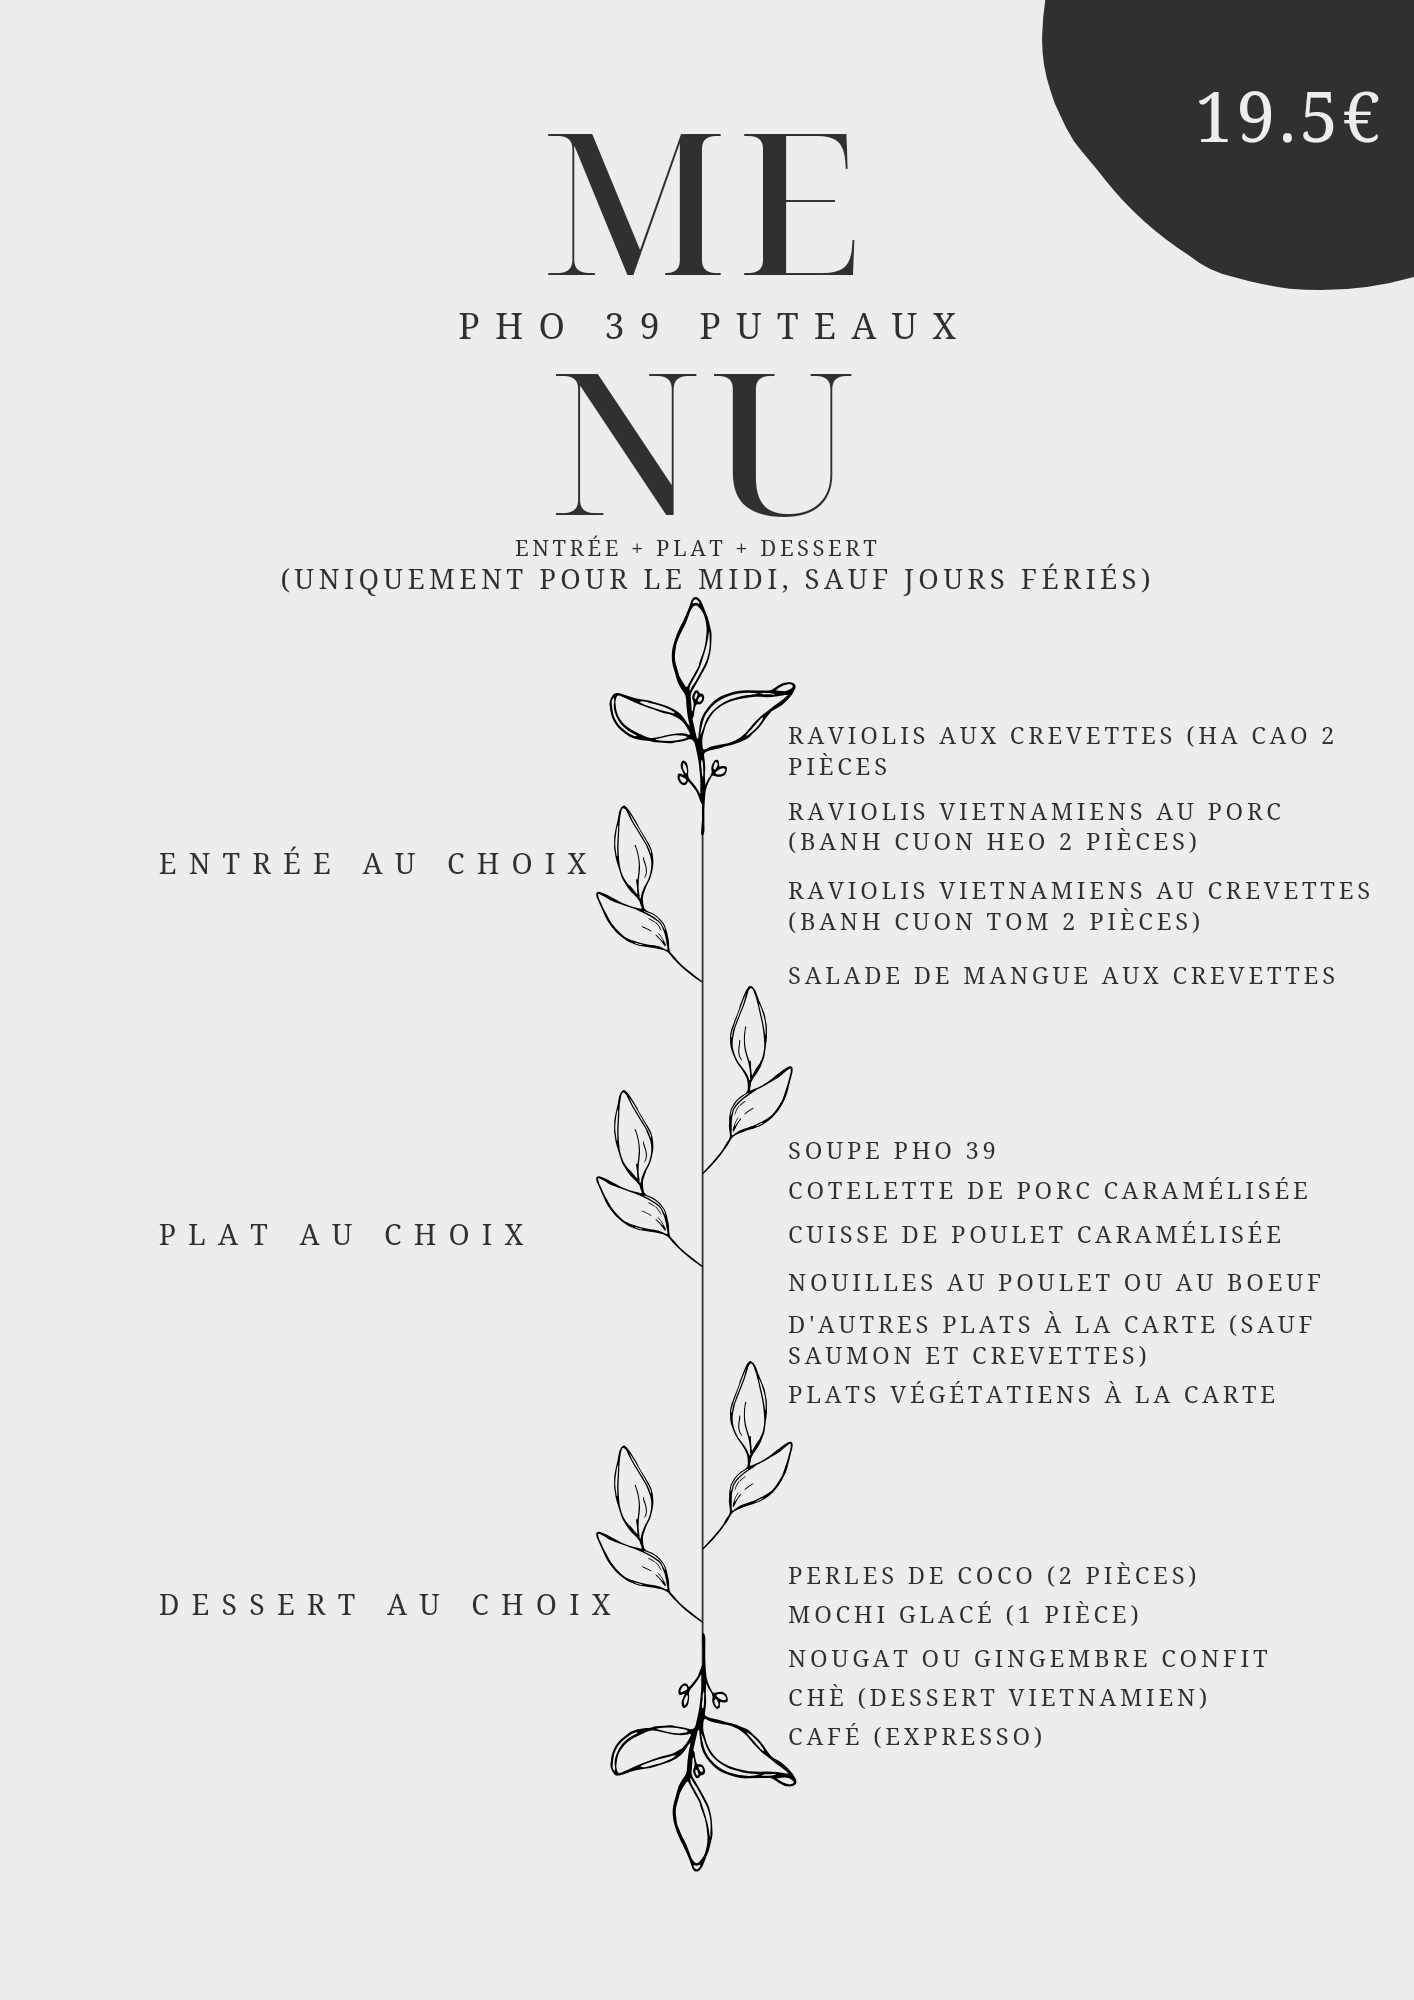 19.5€
ME
PHO 39 PUTEAUX
NU
ENTRÉE + PLAT + DESSERT
(UNIQUEMENT POUR LE MIDI, SAUF JOURS FÉRIÉS)
ENTRÉE AU CHOIX
RAVIOLIS AUX CREVETTES (HA CAO 2
PIÈCES
RAVIOLIS VIETNAMIENS AU PORC
(BANH CUON HEO 2 PIÈCES)
RAVIOLIS VIETNAMIENS AU CREVETTES
(BANH CUON TOM 2 PIÈCES)
SALADE DE MANGUE AUX CREVETTES
PLAT AU CHOIX
SOUPE PHO 39
COTELETTE DE PORC CARAMÉLISÉE
CUISSE DE POULET CARAMÉLISÉE
NOUILLES AU POULET OU AU BOEUF
D'AUTRES PLATS À LA CARTE (SAUF
SAUMON ET CREVETTES)
PLATS VÉGÉTATIENS À LA CARTE
DESSERT AU CHOIX
PERLES DE COCO (2 PIÈCES)
MOCHI GLACÉ (1 PIÈCE)
NOUGAT OU GINGEMBRE CONFIT
CHÈ (DESSERT VIETNAMIEN)
CAFÉ (EXPRESSO)